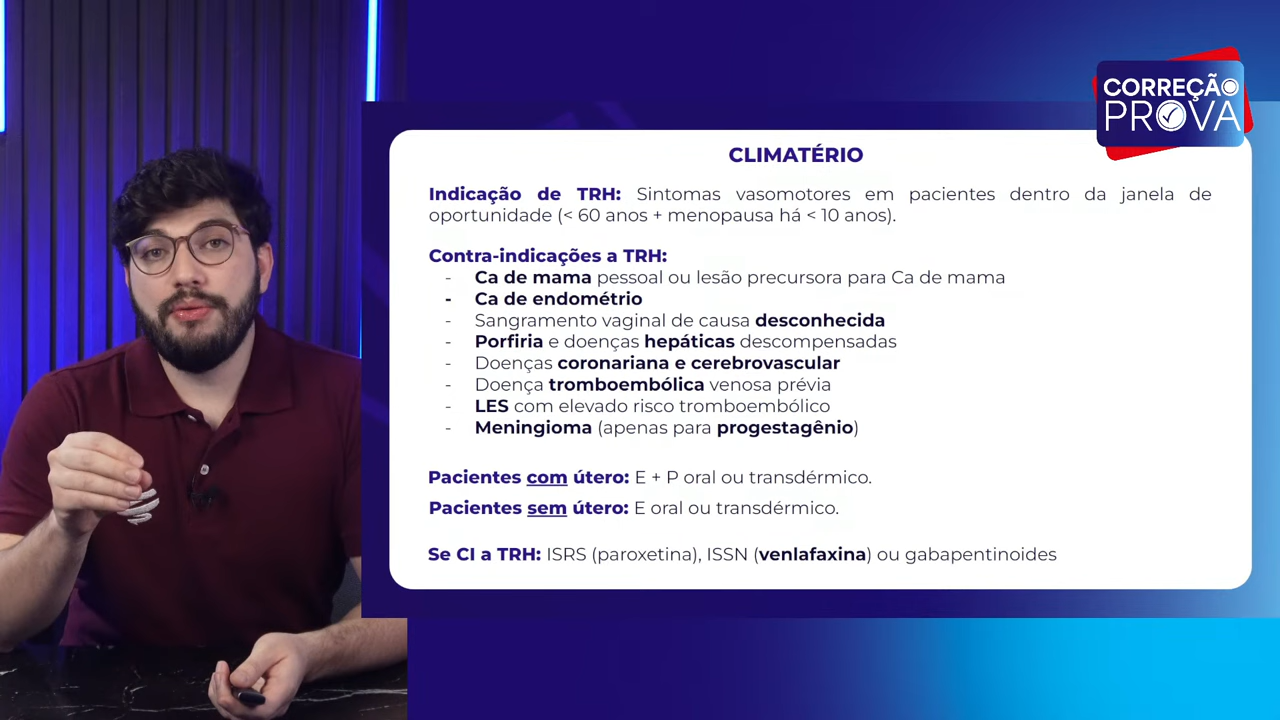 CORREÇÃO
PROVA
CLIMATÉRIO
Indicação de TRH: Sintomas vasomotores em pacientes dentro da janela de
oportunidade (< 60 anos + menopausa há < 10 anos).
Contra-indicações a TRH:
- Ca de mama pessoal ou lesão precursora para Ca de mama
- Ca de endométrio
- Sangramento vaginal de causa desconhecida
- Porfiria e doenças hepáticas descompensadas
- Doenças coronariana e cerebrovascular
- Doença tromboembólica venosa prévia
- LES com elevado risco tromboembólico
- Meningioma (apenas para progestagênio)
Pacientes com útero: E + P oral ou transdérmico.
Pacientes sem útero: E oral ou transdérmico.
Se CI a TRH: ISRS (paroxetina), ISSN (venlafaxina) ou gabapentinoides